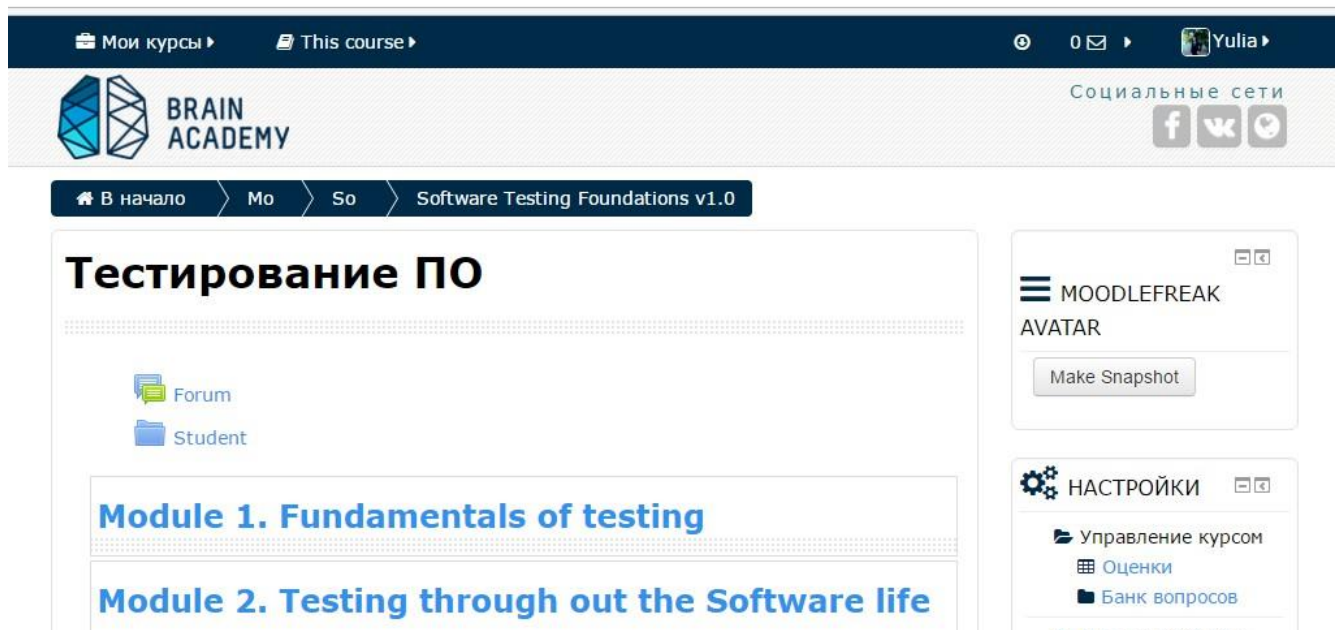 Мои курсы This course 0 Yulia
BRAIN
ACADEMY
Социальные сети
В начало Mo So Software Testing Foundations v1.0
Тестирование ПО
Forum
Student
Module 1. Fundamentals of testing
Module 2. Testing through out the Software life
MOODLEFREAK
AVATAR
Make Snapshot
НАСТРОЙКИ
Управление курсом
Оценки
Банк вопросов